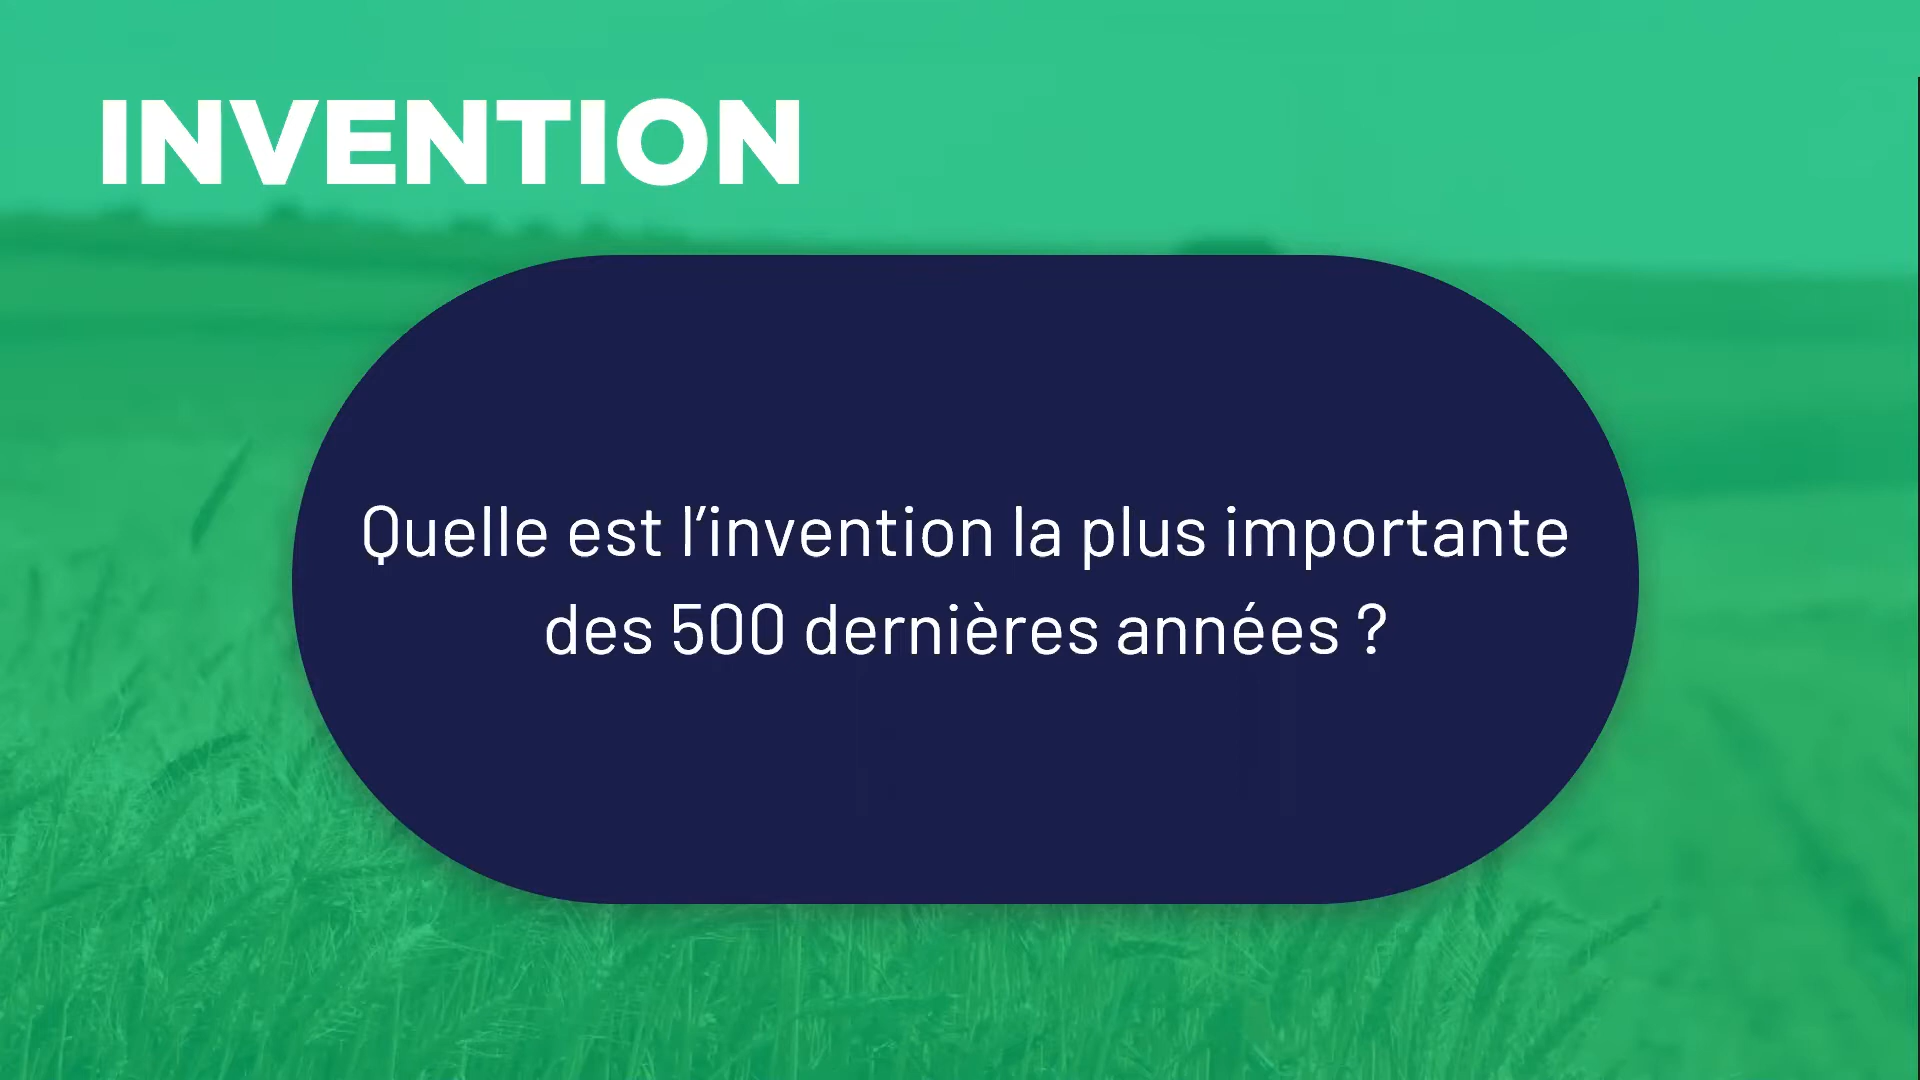 INVENTION
Quelle est l’invention la plus importante
des 500 dernières années ?